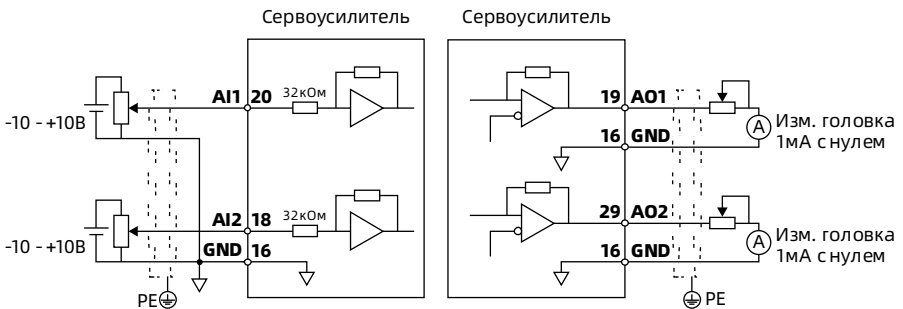 Сервоусилитель
Сервоусилитель
AI1 20 32кОм
-10 - +10В
AI2 18 32кОм
GND 16
-10 - +10В
PE
19 AO1
Изм. головка
1мА с нулем
16 GND
29 AO2
Изм. головка
1мА с нулем
16 GND
PE
A
A